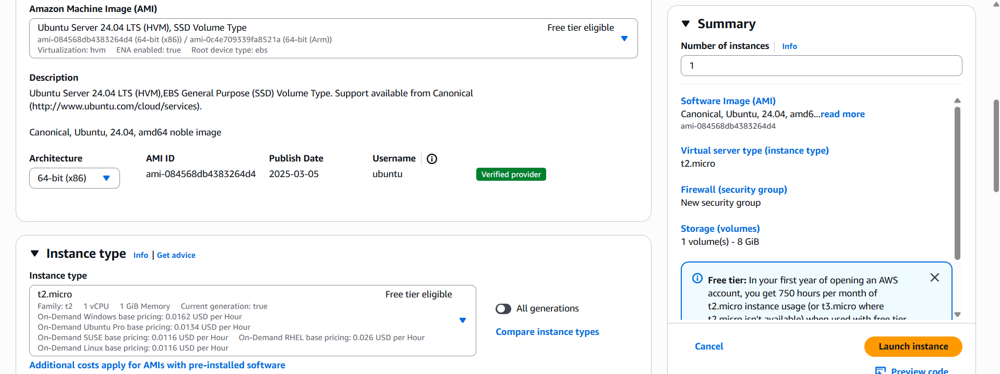 Amazon Machine Image (AMI)
Ubuntu Server 24.04 LTS (HVM), SSD Volume Type
Free tier eligible
ami-084568db4383264d4 (64-bit (x86)) / ami-0c4e709339fa8521a (64-bit (Arm))
Virtualization: hvm ENA enabled: true Root device type: ebs
Description
Ubuntu Server 24.04 LTS (HVM),EBS General Purpose (SSD) Volume Type. Support available from Canonical
(http://www.ubuntu.com/cloud/services).
Canonical, Ubuntu, 24.04, amd64 noble image
Architecture AMI ID Publish Date Username
64-bit (x86) ami-084568db4383264d4 2025-03-05 ubuntu Verified provider
Instance type Info | Get advice
Instance type
t2.micro Free tier eligible
Family: t2 1 vCPU 1 GiB Memory Current generation: true
On-Demand Windows base pricing: 0.0162 USD per Hour
On-Demand Ubuntu Pro base pricing: 0.0134 USD per Hour
On-Demand SUSE base pricing: 0.0116 USD per Hour On-Demand RHEL base pricing: 0.026 USD per Hour
On-Demand Linux base pricing: 0.0116 USD per Hour
All generations
Compare instance types
Additional costs apply for AMIs with pre-installed software
Summary
Number of instances Info
1
Software Image (AMI)
Canonical, Ubuntu, 24.04, amd6...read more
ami-084568db4383264d4
Virtual server type (instance type)
t2.micro
Firewall (security group)
New security group
Storage (volumes)
1 volume(s) - 8 GiB
Free tier: In your first year of opening an AWS
account, you get 750 hours per month of
t2.micro instance usage (or t3.micro where
t2.micro isn't available) when used with free tier
Cancel
Launch instance
Preview code